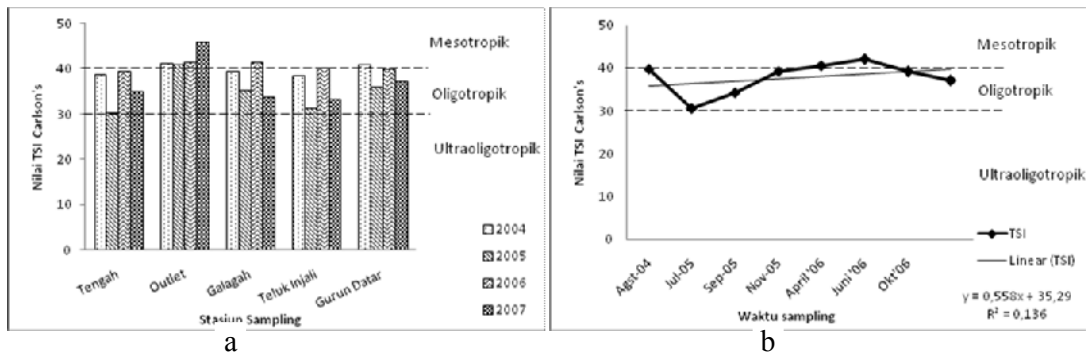 50
40
30
20
10
0
Nilai TSI Carlson's
Mesotropik
Oligotropik
Ultraoligotropik
Tengah
Outlet
Galagah
Teluk Injali
Gurun Datar
Stasiun Sampling
2004
2005
2006
2007
a
50
40
30
20
10
0
Nilai TSI Carlson's
Mesotropik
Oligotropik
Ultraoligotropik
Agst-04
Jul-05
Sep-05
Nov-05
April'06
Juni'06
Okt'06
Waktu sampling
TSI
Linear (TSI)
y = 0,558x + 35,29
R² = 0,136
b